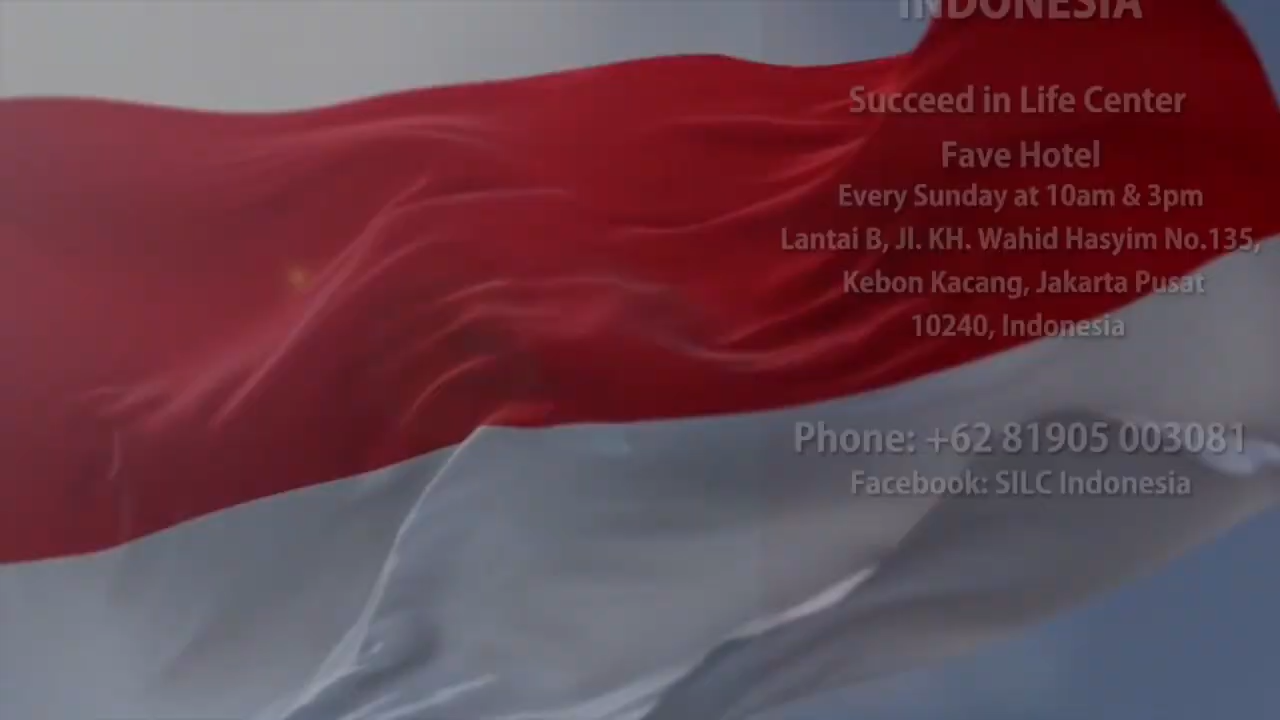 INDONESIA
Succeed in Life Center
Fave Hotel
Every Sunday at 10am & 3pm
Lantai B, Jl. KH. Wahid Hasyim No.135,
Kebon Kacang, Jakarta Pusat
10240, Indonesia
Phone: +62 81905 003081
Facebook: SILC Indonesia